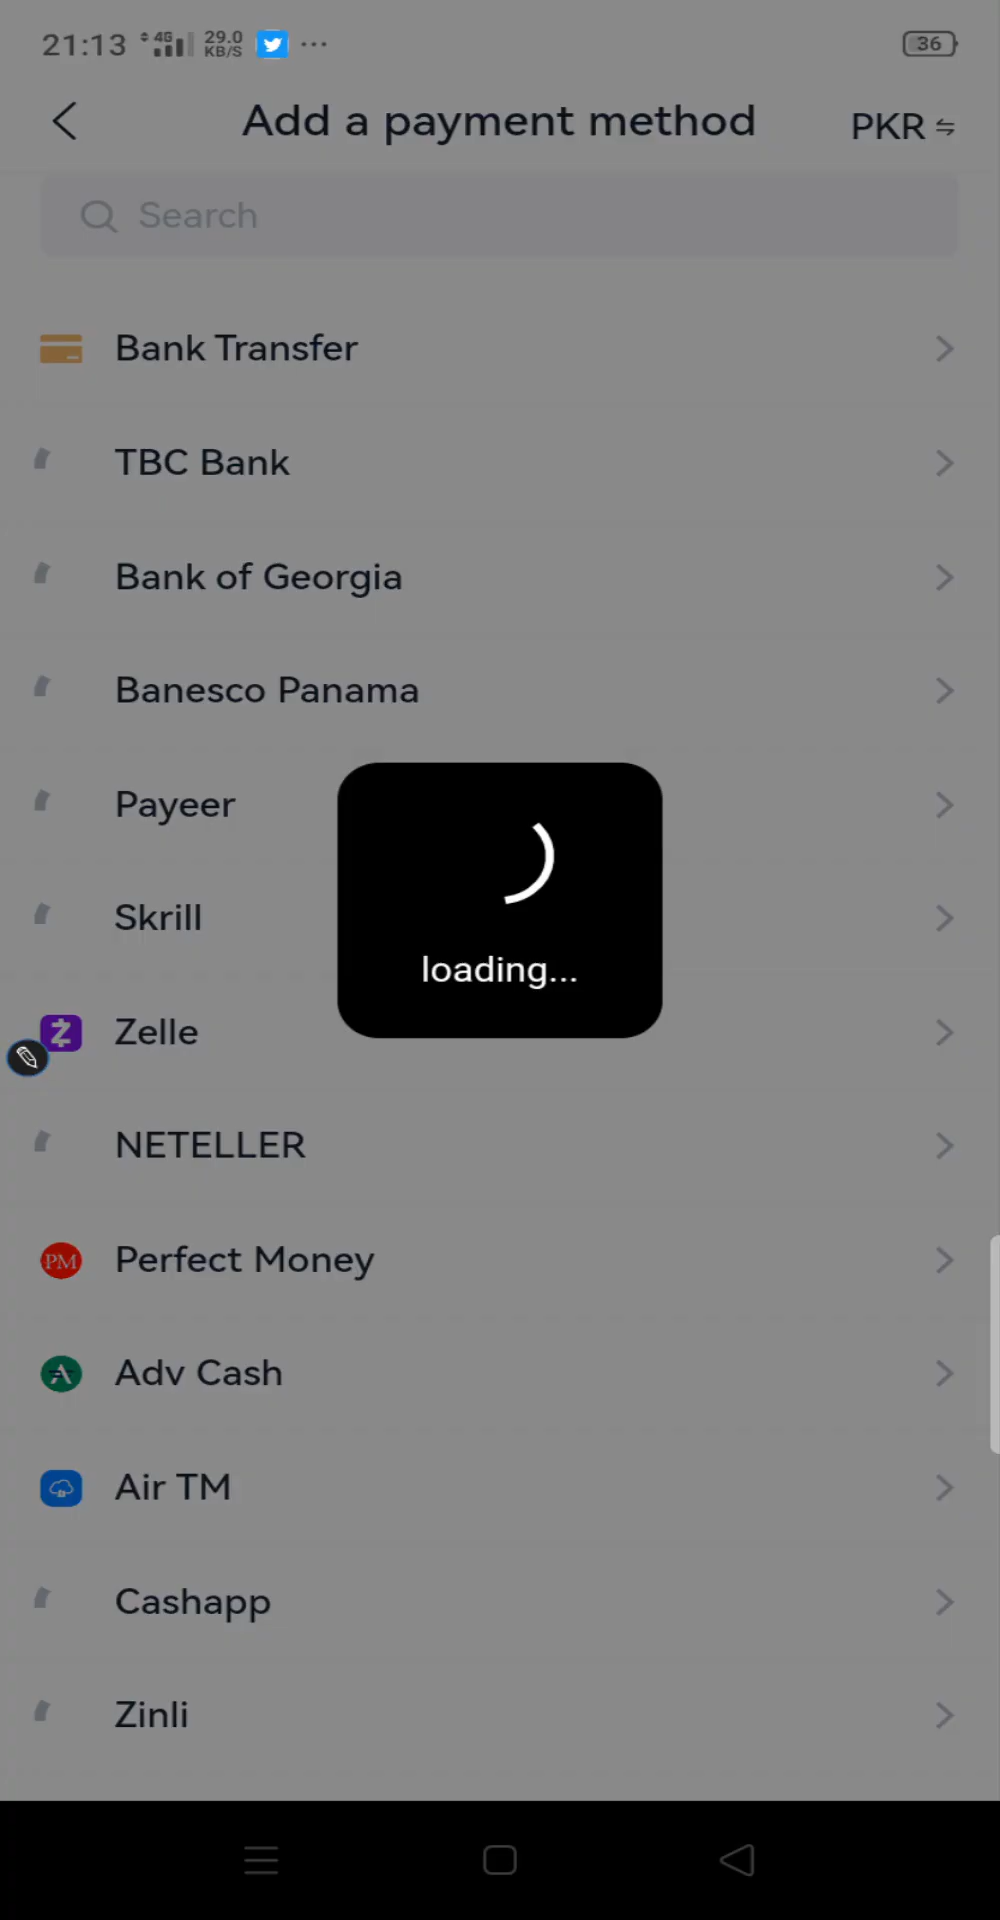 21:13 4G 29.0 KB/S ... 36
Add a payment method PKR
Search
Bank Transfer
TBC Bank
Bank of Georgia
Banesco Panama
Payeer
Skrill
loading...
Zelle
NETELLER
PM Perfect Money
Adv Cash
Air TM
Cashapp
Zinli